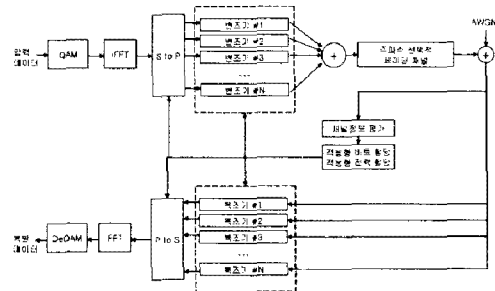 AWGN
변조기 #1
변조기 #2
변조기 #3
...
변조기 #N
입력
데이터
QAM
IFFT
S to P
+
주파수 선택적
페이딩 채널
채널정보 평가
적응형 비트 할당
적응형 전력 할당
복조기 #1
복조기 #2
복조기 #3
...
복조기 #N
출력
데이터
DeQAM
FFT
P to S